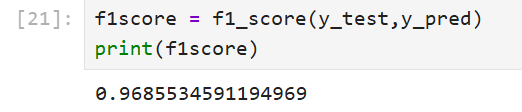 [21]: f1score = f1_score(y_test,y_pred)
print(f1score)
0.9685534591194969